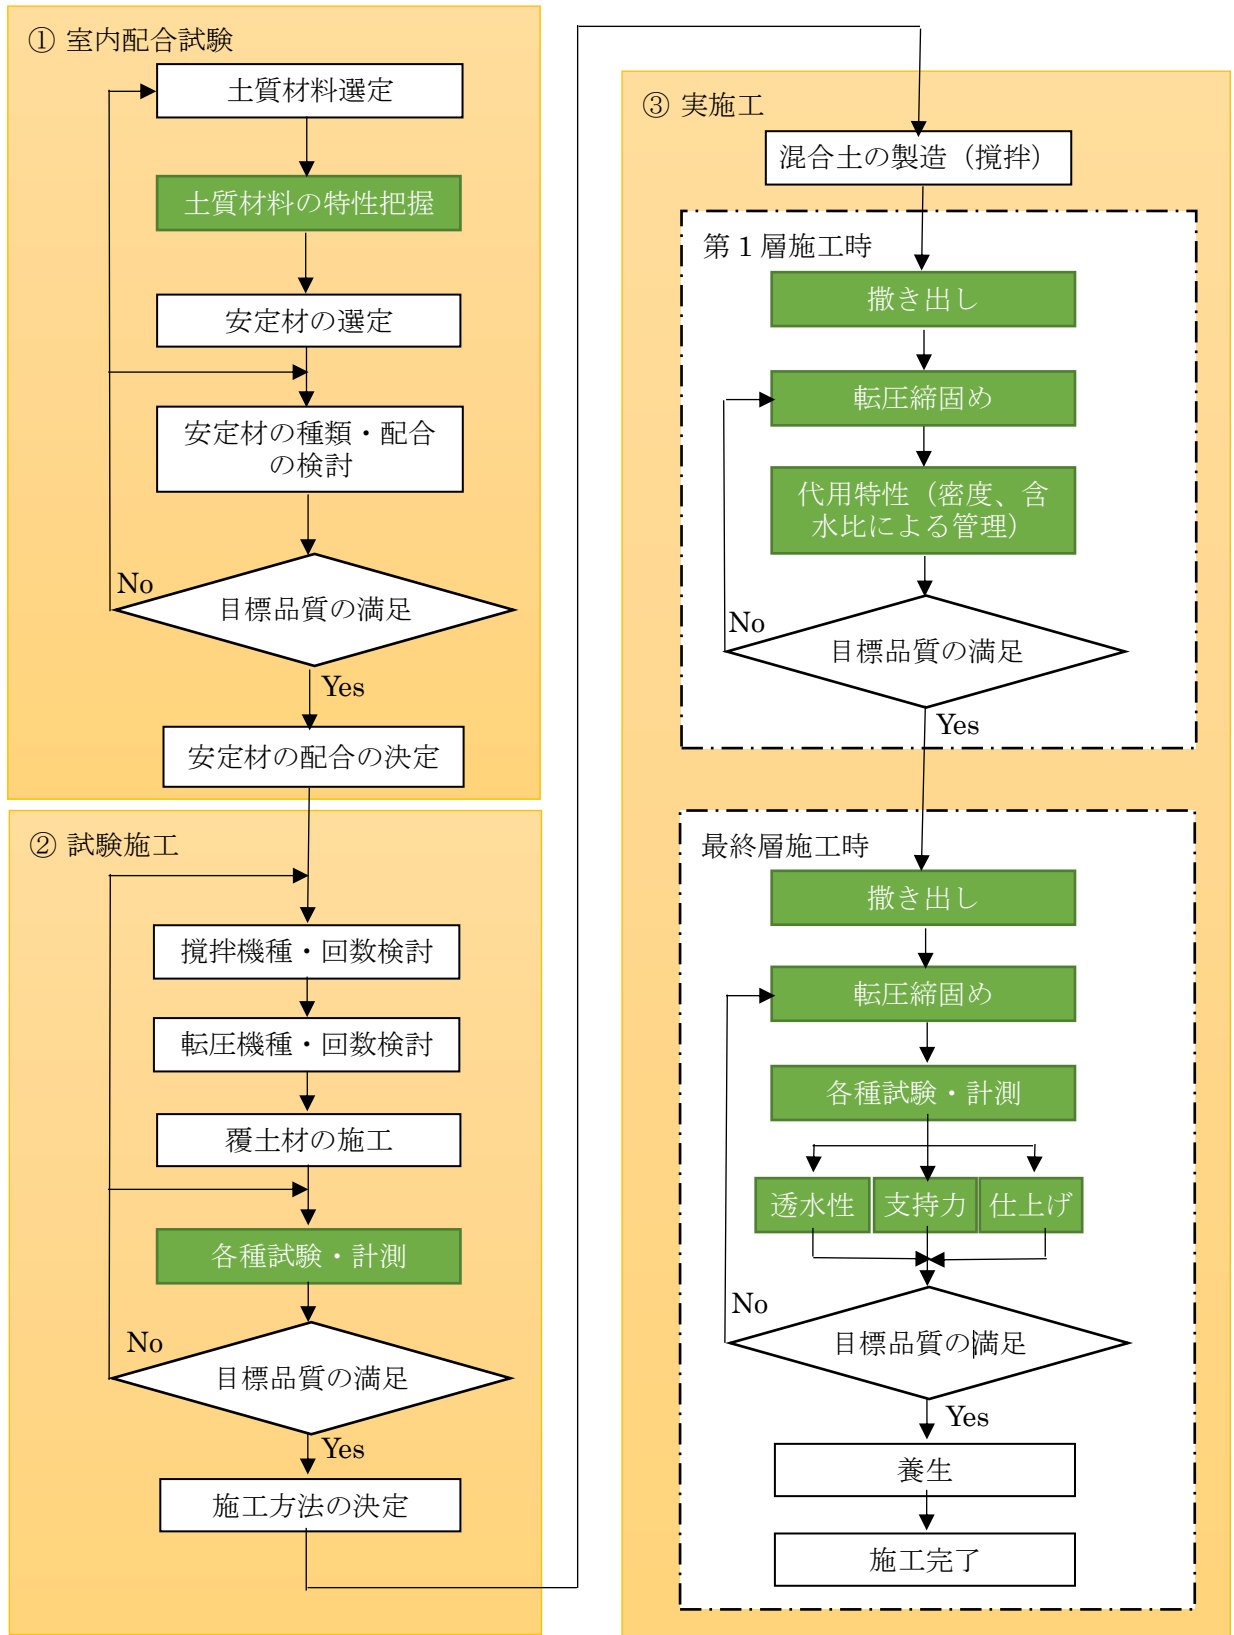 ① 室内配合試験
土質材料選定
土質材料の特性把握
安定材の選定
安定材の種類・配合
の検討
No
目標品質の満足
Yes
安定材の配合の決定
② 試験施工
撹拌機種・回数検討
転圧機種・回数検討
覆土材の施工
各種試験・計測
No
目標品質の満足
Yes
施工方法の決定
③ 実施工
混合土の製造（撹拌）
第１層施工時
撒き出し
転圧締固め
代用特性（密度、含
水比による管理）
No
目標品質の満足
Yes
最終層施工時
撒き出し
転圧締固め
各種試験・計測
透水性 支持力 仕上げ
No
目標品質の満足
Yes
養生
施工完了